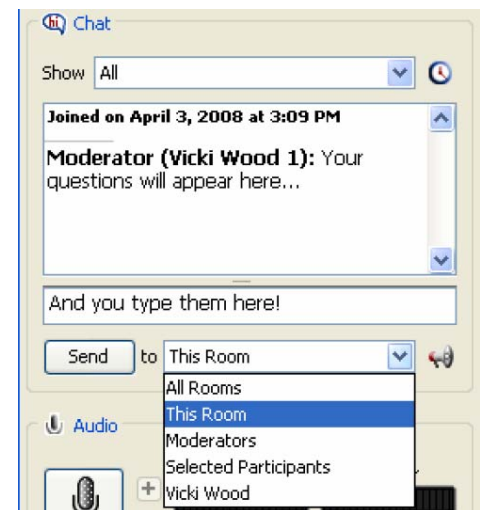 hi Chat
Show All
Joined on April 3, 2008 at 3:09 PM
Moderator (Vicki Wood 1): Your
questions will appear here...
And you type them here!
Send to This Room
All Rooms
This Room
Audio
Moderators
Selected Participants
Vicki Wood